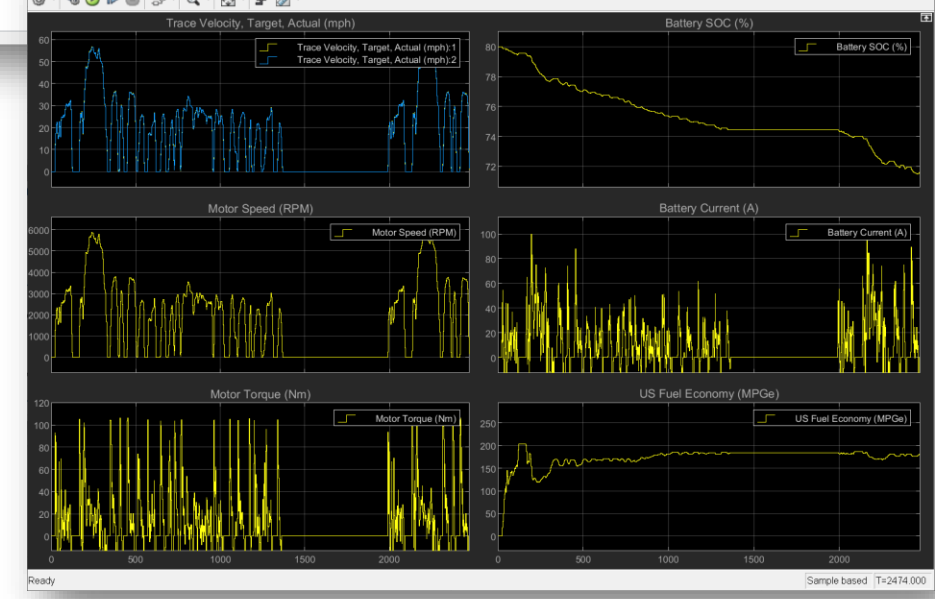 Trace Velocity, Target, Actual (mph)
60
50
40
30
20
10
0
Trace Velocity, Target, Actual (mph):1
Trace Velocity, Target, Actual (mph):2
Battery SOC (%)
80
78
76
74
72
Battery SOC (%)
Motor Speed (RPM)
6000
5000
4000
3000
2000
1000
0
Motor Speed (RPM)
Battery Current (A)
100
80
60
40
20
0
Battery Current (A)
Motor Torque (Nm)
120
100
80
60
40
20
0
Motor Torque (Nm)
0 500 1000 1500 2000
US Fuel Economy (MPGe)
250
200
150
100
50
0
US Fuel Economy (MPGe)
0 500 1000 1500 2000
Ready
Sample based T=2474.000